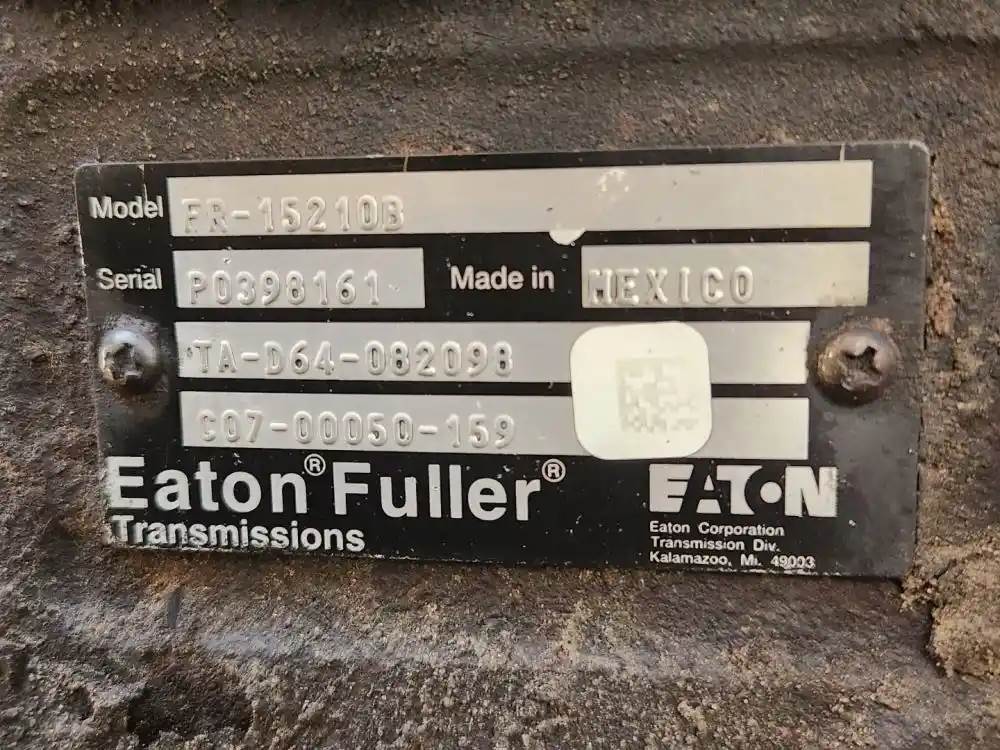 Model FR-15210B
Serial P0398161 Made in MEXICO
TA-D64-082098
C07-00050-159
Eaton® Fuller®
Transmissions
EATON
Eaton Corporation
Transmission Div.
Kalamazoo, Mi. 49003